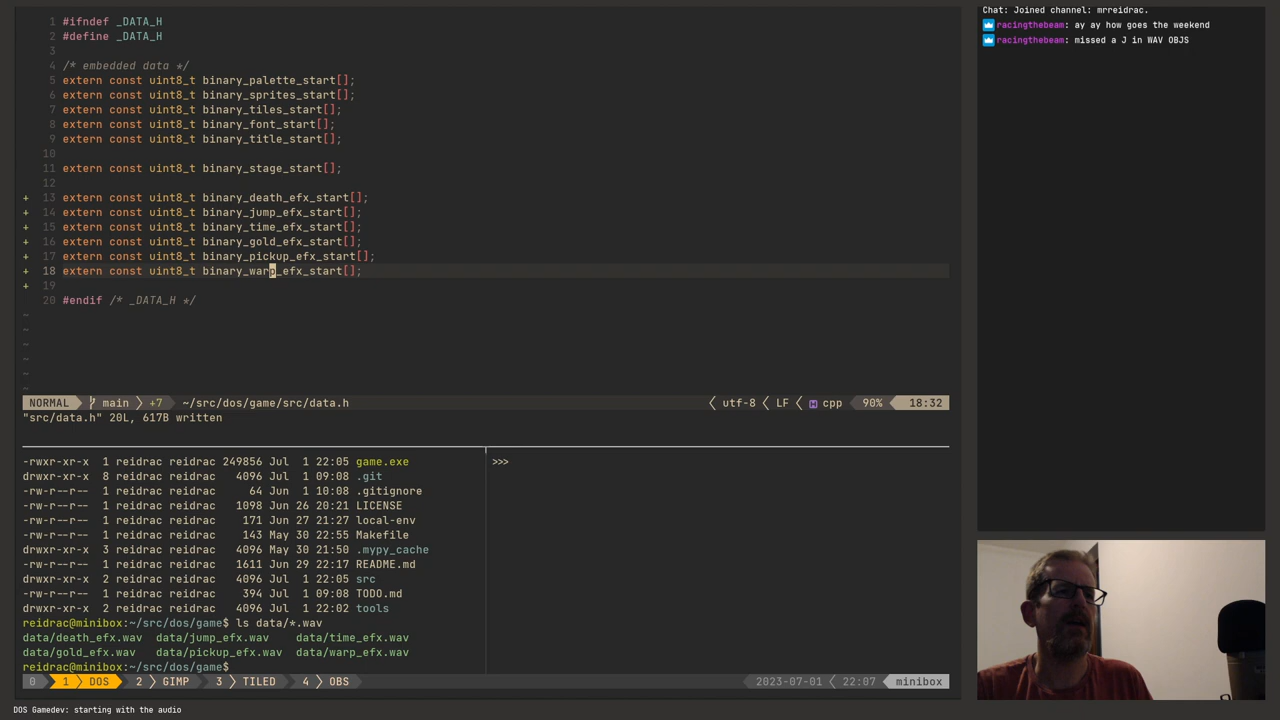 1 #ifndef _DATA_H
2 #define _DATA_H
3
4 /* embedded data */
5 extern const uint8_t binary_palette_start[];
6 extern const uint8_t binary_sprites_start[];
7 extern const uint8_t binary_tiles_start[];
8 extern const uint8_t binary_font_start[];
9 extern const uint8_t binary_title_start[];
10
11 extern const uint8_t binary_stage_start[];
12
+ 13 extern const uint8_t binary_death_efx_start[];
+ 14 extern const uint8_t binary_jump_efx_start[];
+ 15 extern const uint8_t binary_time_efx_start[];
+ 16 extern const uint8_t binary_gold_efx_start[];
+ 17 extern const uint8_t binary_pickup_efx_start[];
+ 18 extern const uint8_t binary_warp_efx_start[];
+ 19
20 #endif /* _DATA_H */
~
~
~
~
~
~
NORMAL main +7 ~/src/dos/game/src/data.h utf-8 LF cpp 90% 18:32
"src/data.h" 20L, 617B written
-rwxr-xr-x 1 reidrac reidrac 249856 Jul 1 22:05 game.exe
drwxr-xr-x 8 reidrac reidrac 4096 Jul 1 09:08 .git
-rw-r--r-- 1 reidrac reidrac 64 Jun 1 10:08 .gitignore
-rw-r--r-- 1 reidrac reidrac 1098 Jun 26 20:21 LICENSE
-rw-r--r-- 1 reidrac reidrac 171 Jun 27 21:27 local-env
-rw-r--r-- 1 reidrac reidrac 143 May 30 22:55 Makefile
drwxr-xr-x 3 reidrac reidrac 4096 May 30 21:50 .mypy_cache
-rw-r--r-- 1 reidrac reidrac 1611 Jun 29 22:17 README.md
drwxr-xr-x 2 reidrac reidrac 4096 Jul 1 22:05 src
-rw-r--r-- 1 reidrac reidrac 394 Jun 1 09:08 TODO.md
drwxr-xr-x 2 reidrac reidrac 4096 Jul 1 22:02 tools
reidrac@minibox:~/src/dos/game$ ls data/*.wav
data/death_efx.wav data/jump_efx.wav data/time_efx.wav
data/gold_efx.wav data/pickup_efx.wav data/warp_efx.wav
reidrac@minibox:~/src/dos/game$
>>>
0 1 DOS 2 GIMP 3 TILED 4 OBS 2023-07-01 22:07 minibox
DOS Gamedev: starting with the audio
Chat: Joined channel: mrreidrac.
racingthebeam: ay ay how goes the weekend
racingthebeam: missed a J in WAV OBJS